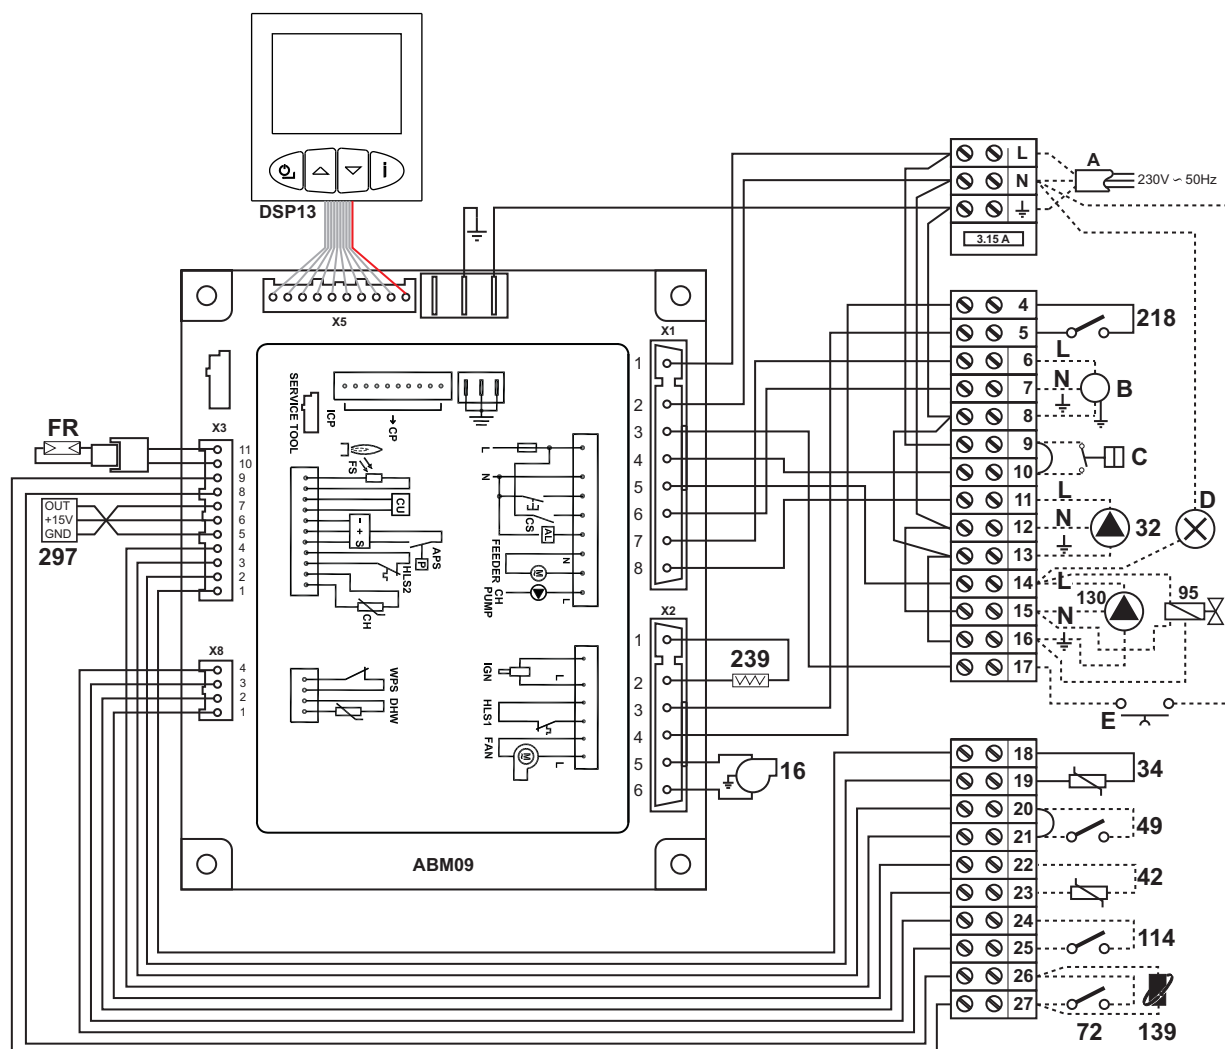 DSP13
X5
L
N
3.15 A
A
230V ~ 50Hz
X1
1
2
3
4
5
6
7
8
4
5
6
7
8
9
10
11
12
13
14
15
16
17
218
L
N
B
C
L
N
32
D
L
N
130
95
E
SERVICE TOOL
ICP
CP
FS
CU
- + S
APS
P
HLS2
CH
L
N
CS
AL
N
M
L
FEEDER
CH PUMP
X3
11
10
9
8
7
6
5
4
3
2
1
FR
OUT
+15V
GND
297
X8
4
3
2
1
WPS
DHW
IGN
L
HLS1
FAN
M
L
X2
1
2
3
4
5
6
239
16
ABM09
18
19
20
21
22
23
24
25
26
27
34
49
42
114
72
139
i